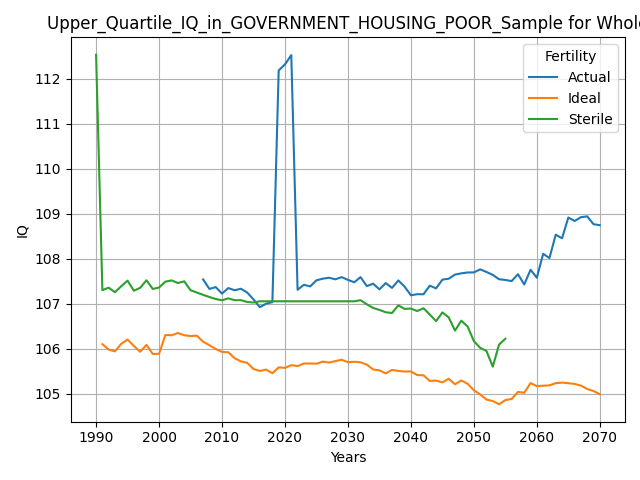 Upper_Quartile_IQ_in_GOVERNMENT_HOUSING_POOR_Sample for Whole
Fertility
Actual
Ideal
Sterile
IQ
112
111
110
109
108
107
106
105
1990 2000 2010 2020 2030 2040 2050 2060 2070
Years